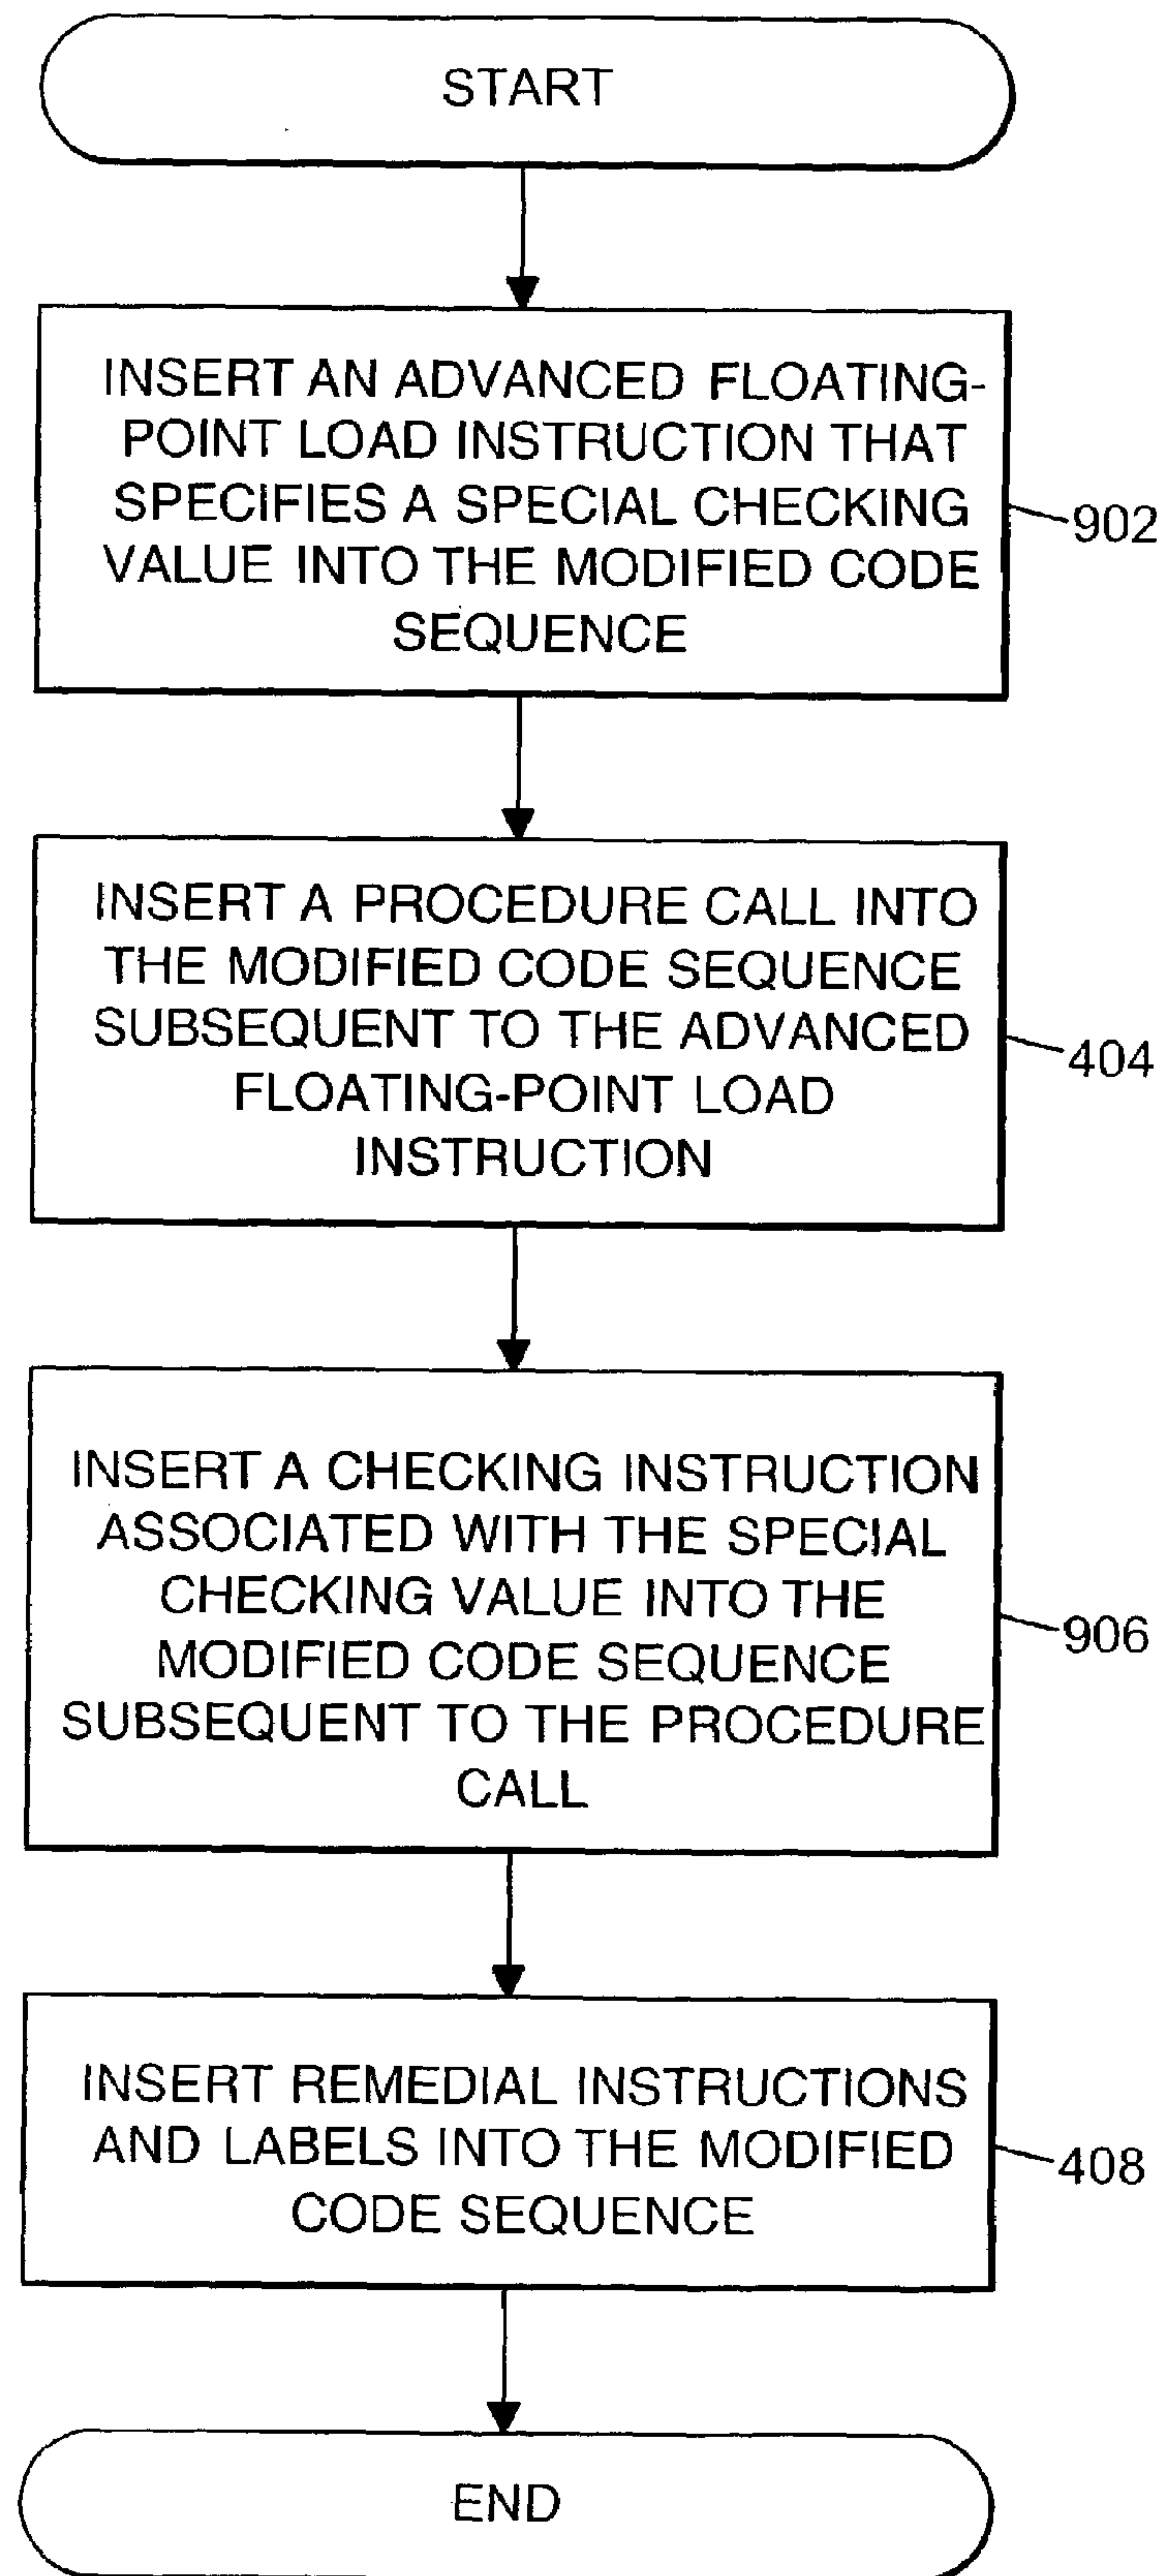 START
INSERT AN ADVANCED FLOATING-
POINT LOAD INSTRUCTION THAT
SPECIFIES A SPECIAL CHECKING
VALUE INTO THE MODIFIED CODE
SEQUENCE
902
INSERT A PROCEDURE CALL INTO
THE MODIFIED CODE SEQUENCE
SUBSEQUENT TO THE ADVANCED
FLOATING-POINT LOAD
INSTRUCTION
404
INSERT A CHECKING INSTRUCTION
ASSOCIATED WITH THE SPECIAL
CHECKING VALUE INTO THE
MODIFIED CODE SEQUENCE
SUBSEQUENT TO THE PROCEDURE
CALL
906
INSERT REMEDIAL INSTRUCTIONS
AND LABELS INTO THE MODIFIED
CODE SEQUENCE
408
END